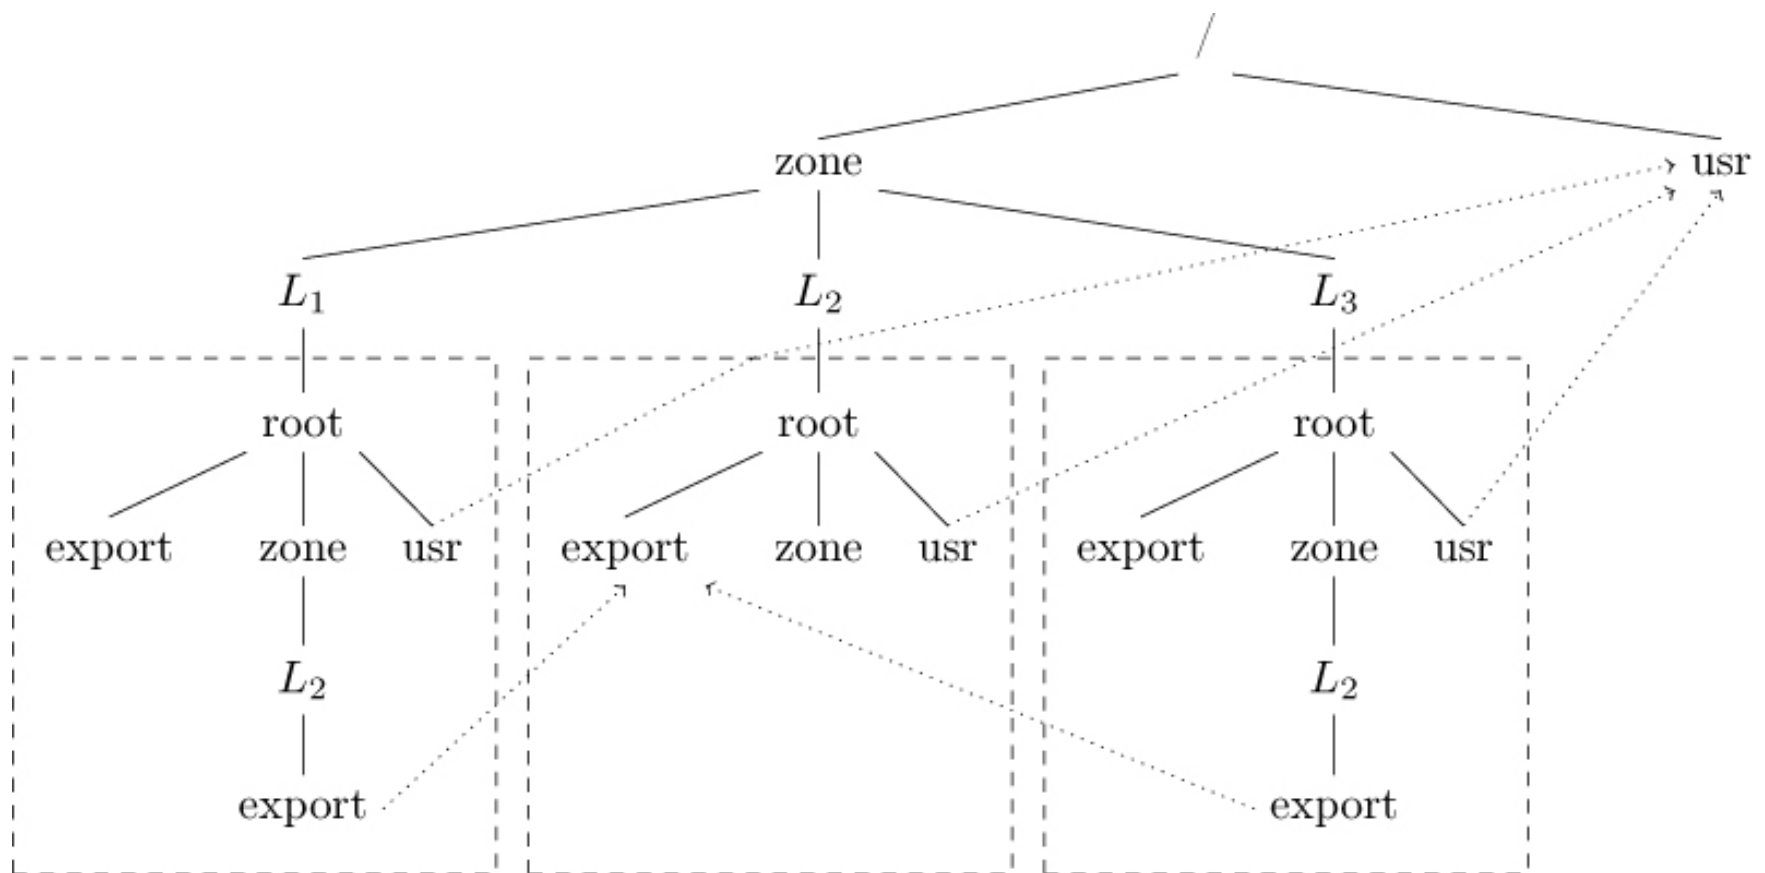 /
zone usr
L₁ L₂ L₃
root root root
export zone usr export zone usr export zone usr
L₂ L₂
export export